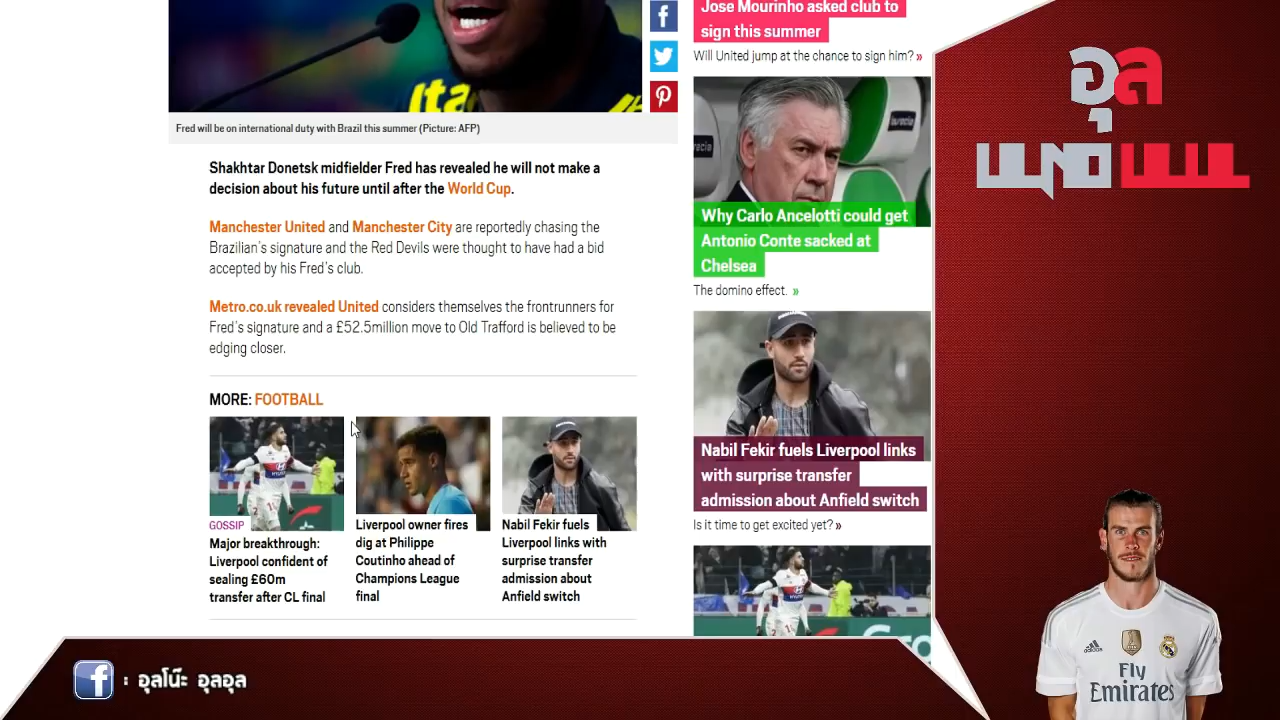 Fred will be on international duty with Brazil this summer (Picture: AFP)
Shakhtar Donetsk midfielder Fred has revealed he will not make a
decision about his future until after the World Cup.
Manchester United and Manchester City are reportedly chasing the
Brazilian's signature and the Red Devils were thought to have had a bid
accepted by his Fred's club.
Metro.co.uk revealed United considers themselves the frontrunners for
Fred's signature and a £52.5million move to Old Trafford is believed to be
edging closer.
MORE: FOOTBALL
GOSSIP
Major breakthrough:
Liverpool confident of
sealing £60m
transfer after CL final
Liverpool owner fires
dig at Philippe
Coutinho ahead of
Champions League
final
Nabil Fekir fuels
Liverpool links with
surprise transfer
admission about
Anfield switch
Jose Mourinho asked club to
sign this summer
Will United jump at the chance to sign him? »
Why Carlo Ancelotti could get
Antonio Conte sacked at
Chelsea
The domino effect. »
Nabil Fekir fuels Liverpool links
with surprise transfer
admission about Anfield switch
Is it time to get excited yet? »
อุล
Fly
Emirates
: อุลโน๊ะ อุลอุล